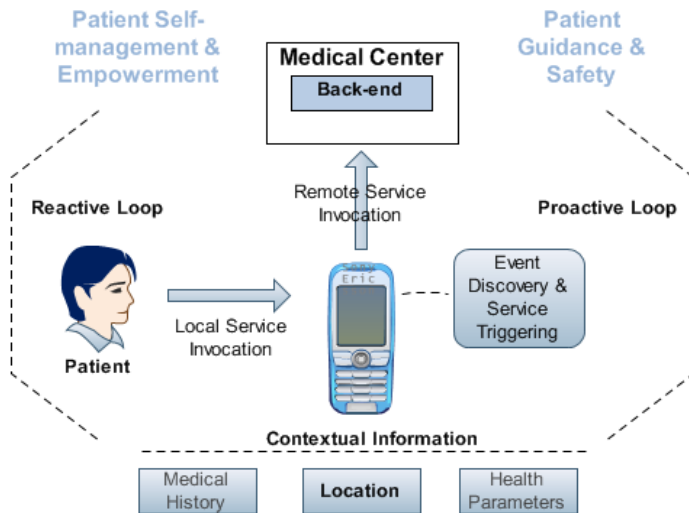 Patient Self-
management &
Empowerment
Patient
Guidance &
Safety
Medical Center
Back-end
Remote Service
Invocation
Reactive Loop
Proactive Loop
Eric
Event
Discovery &
Service
Triggering
Local Service
Invocation
Patient
Contextual Information
Medical
History
Location
Health
Parameters